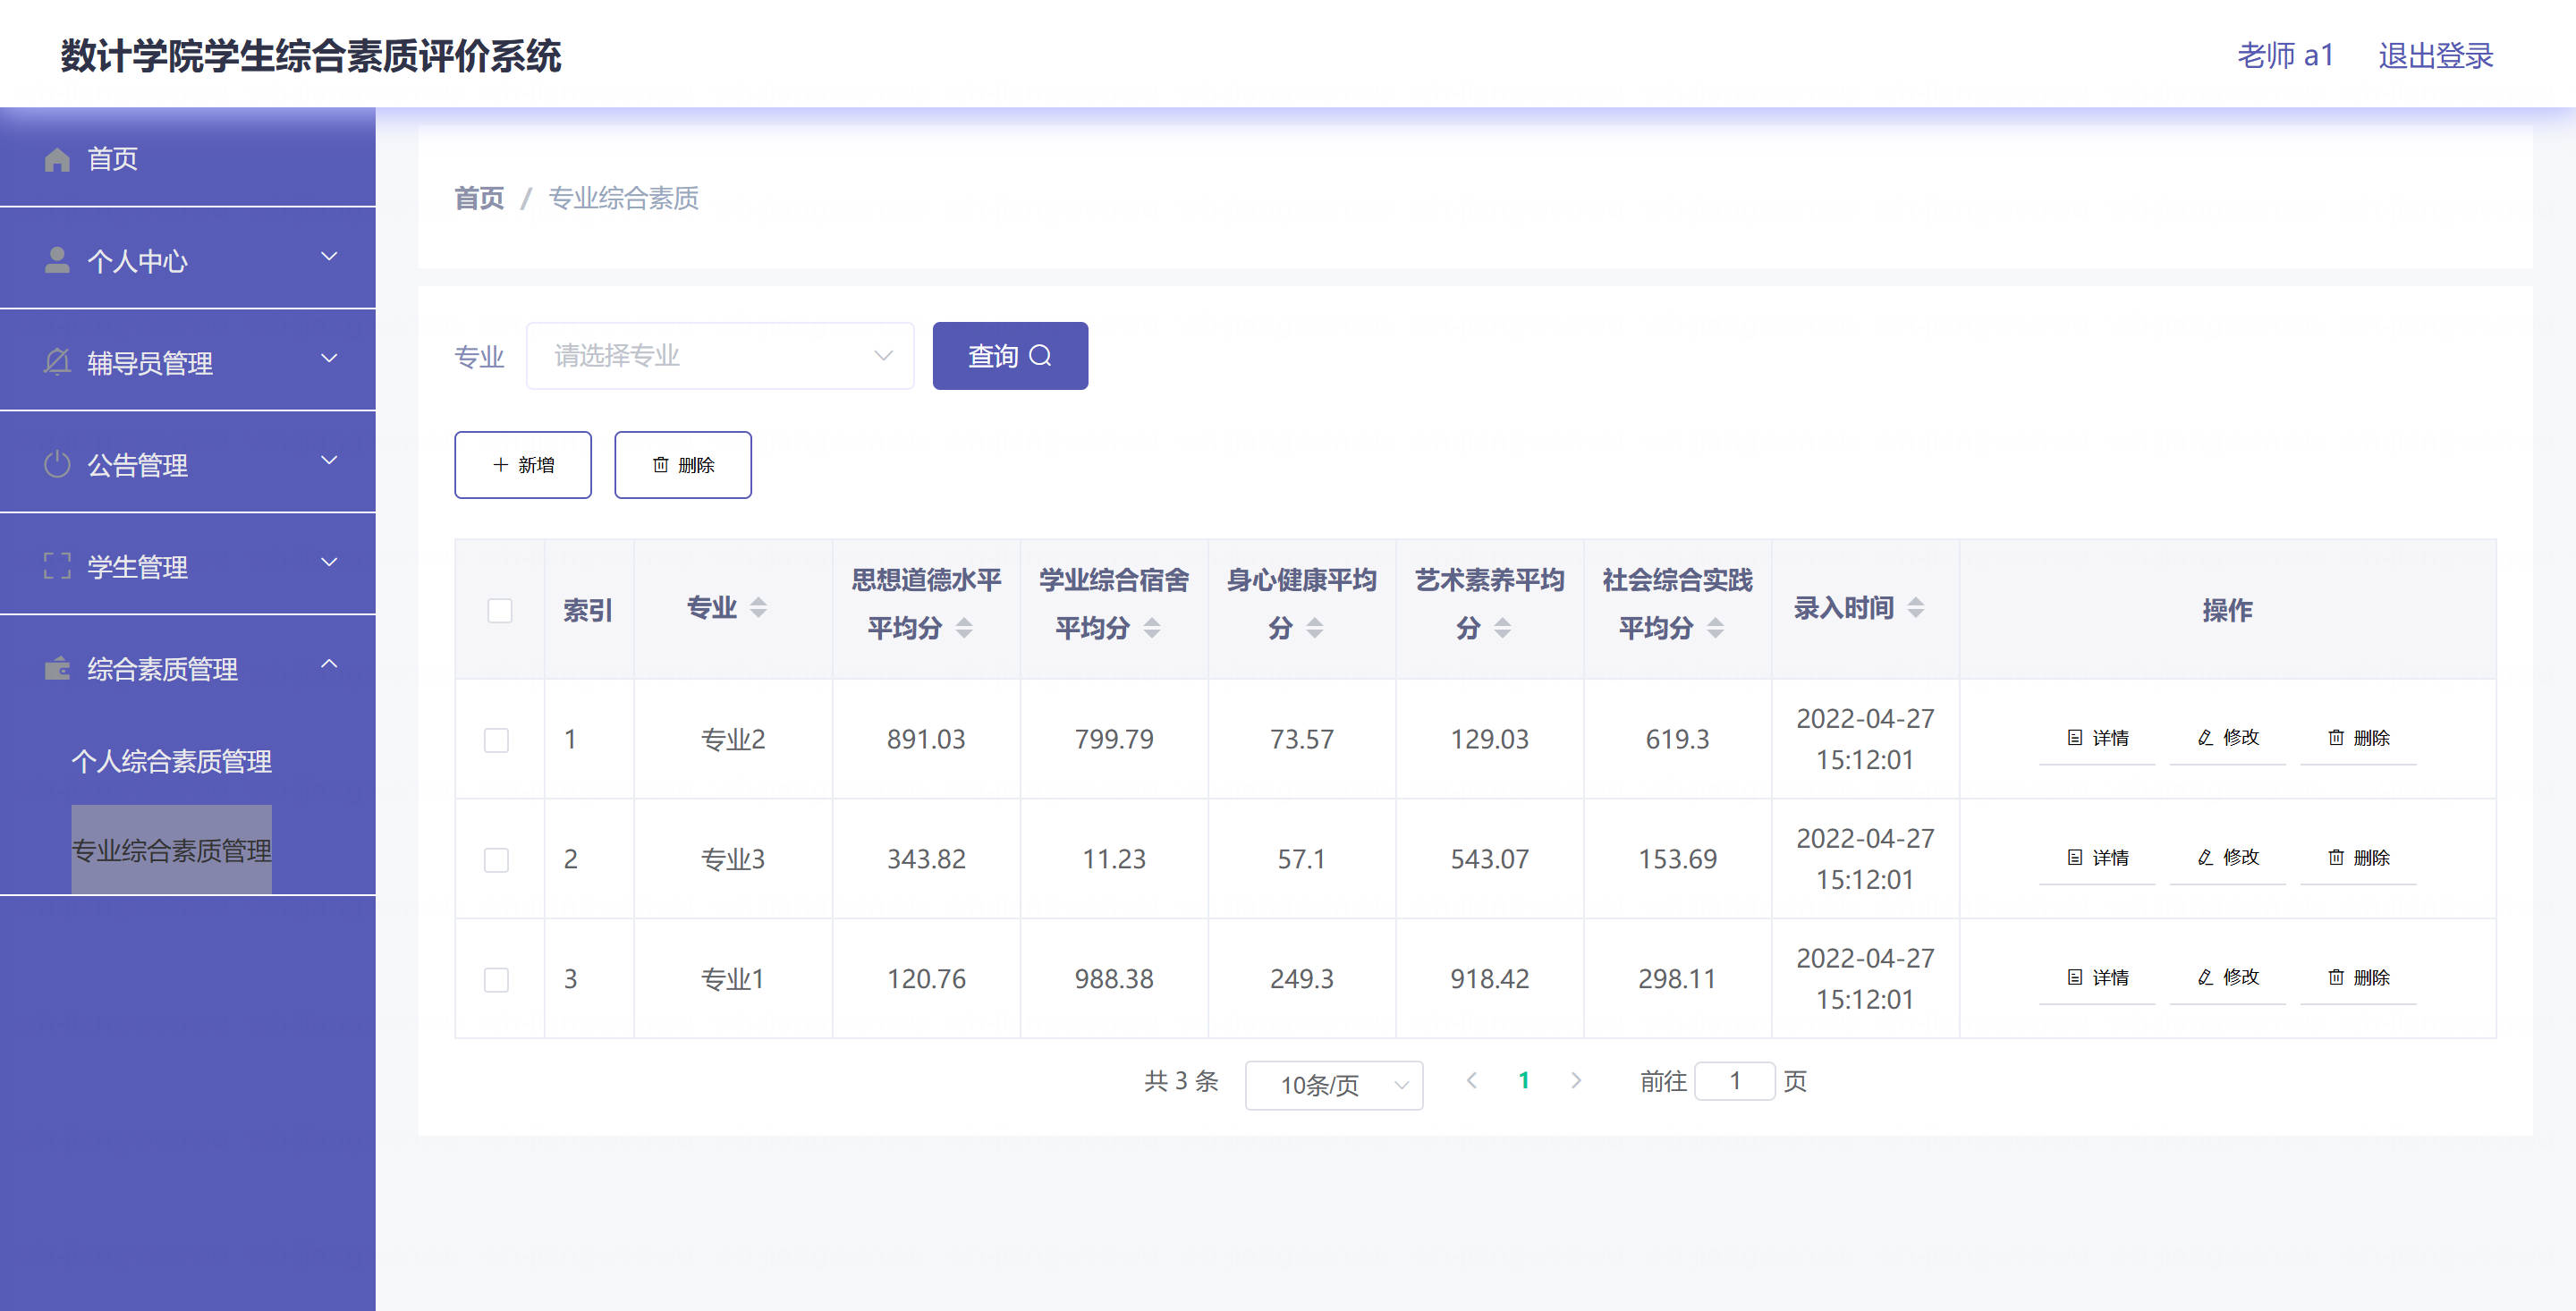 数计学院学生综合素质评价系统
老师 a1
退出登录
首页
个人中心
辅导员管理
公告管理
学生管理
综合素质管理
个人综合素质管理
专业综合素质管理
首页 / 专业综合素质
专业 请选择专业 查询
新增 删除
索引 专业 思想道德水平平均分 学业综合宿舍平均分 身心健康平均分 艺术素养平均分 社会综合实践平均分 录入时间 操作
1 专业2 891.03 799.79 73.57 129.03 619.3 2022-04-27 15:12:01 详情 修改 删除
2 专业3 343.82 11.23 57.1 543.07 153.69 2022-04-27 15:12:01 详情 修改 删除
3 专业1 120.76 988.38 249.3 918.42 298.11 2022-04-27 15:12:01 详情 修改 删除
共 3 条 10条/页 1 前往 1 页